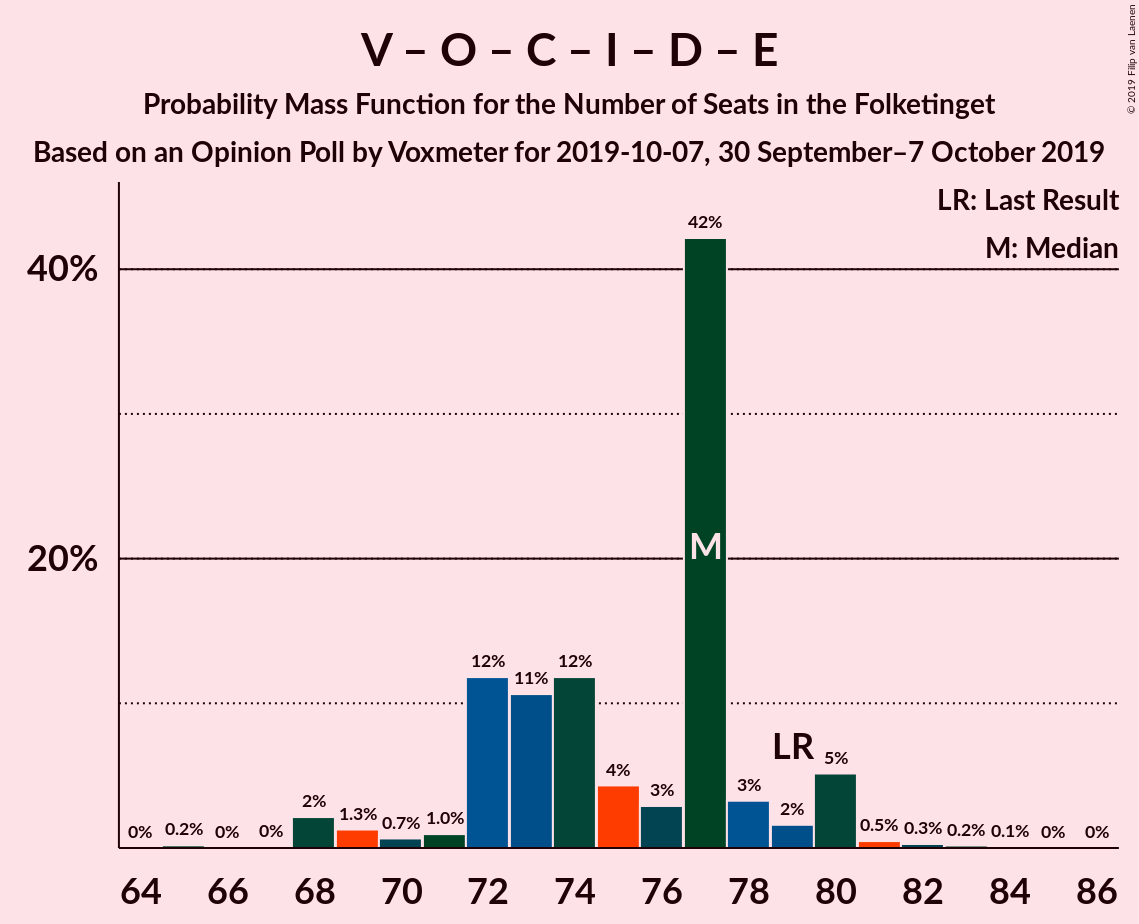 V – O – C – I – D – E
Probability Mass Function for the Number of Seats in the Folketinget
Based on an Opinion Poll by Voxmeter for 2019-10-07, 30 September–7 October 2019
© 2019 Filip van Laenen
LR: Last Result
M: Median
40%
20%
0% 0.2% 0% 0% 2% 1.3% 0.7% 1.0% 12% 11% 12% 4% 3% 42% 3% 2% 5% 0.5% 0.3% 0.2% 0.1% 0% 0%
M
LR
64 66 68 70 72 74 76 78 80 82 84 86